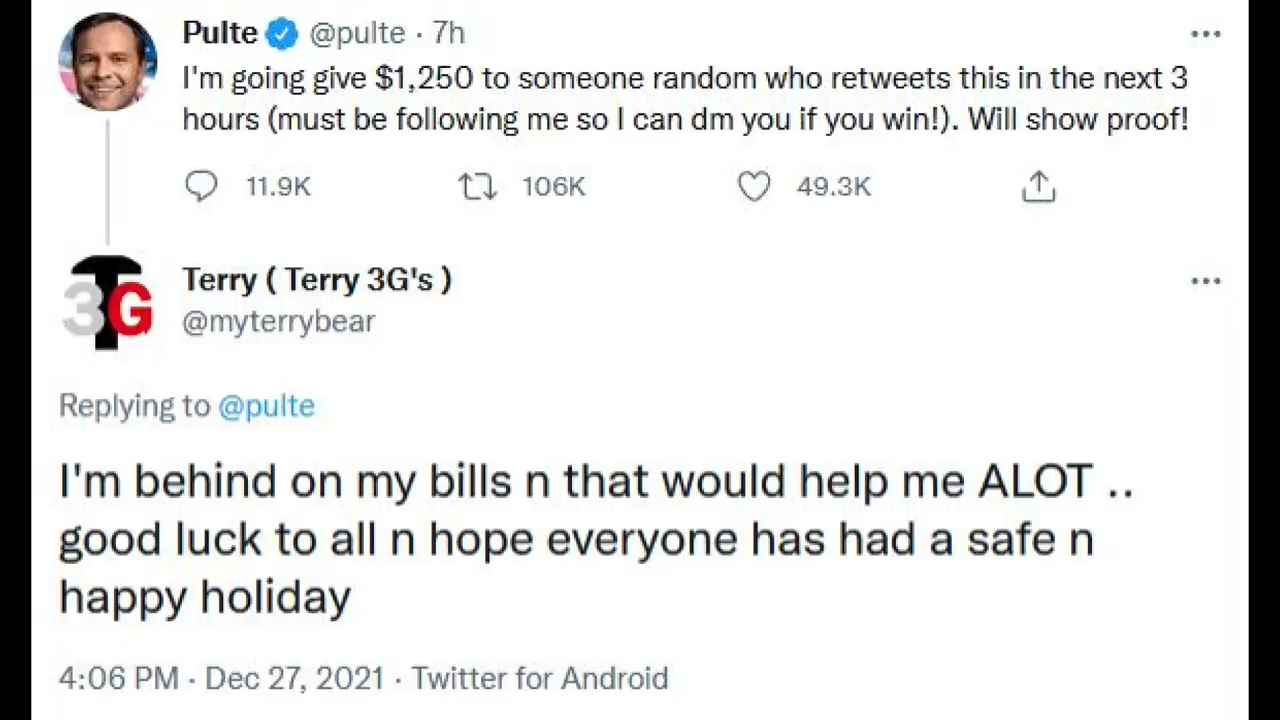 Pulte @pulte · 7h
I'm going give $1,250 to someone random who retweets this in the next 3
hours (must be following me so I can dm you if you win!). Will show proof!
11.9K 106K 49.3K
3TG
Terry ( Terry 3G's )
@myterrybear
Replying to @pulte
I'm behind on my bills n that would help me ALOT ..
good luck to all n hope everyone has had a safe n
happy holiday
4:06 PM · Dec 27, 2021 · Twitter for Android